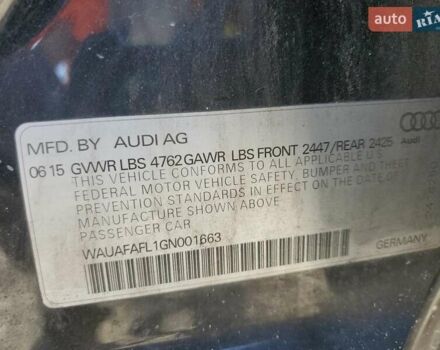 auto RIA
MFD. BY AUDI AG
Audi
06 15 GVWR LBS 4762 GAWR LBS FRONT 2447/REAR 2425
THIS VEHICLE CONFORMS TO ALL APPLICABLE U.S.
FEDERAL MOTOR VEHICLE SAFETY, BUMPER AND THEFT
PREVENTION STANDARDS IN EFFECT ON THE DATE OF
MANUFACTURE SHOWN ABOVE
PASSENGER CAR
WAUAFAFL1GN001663
GERMANY